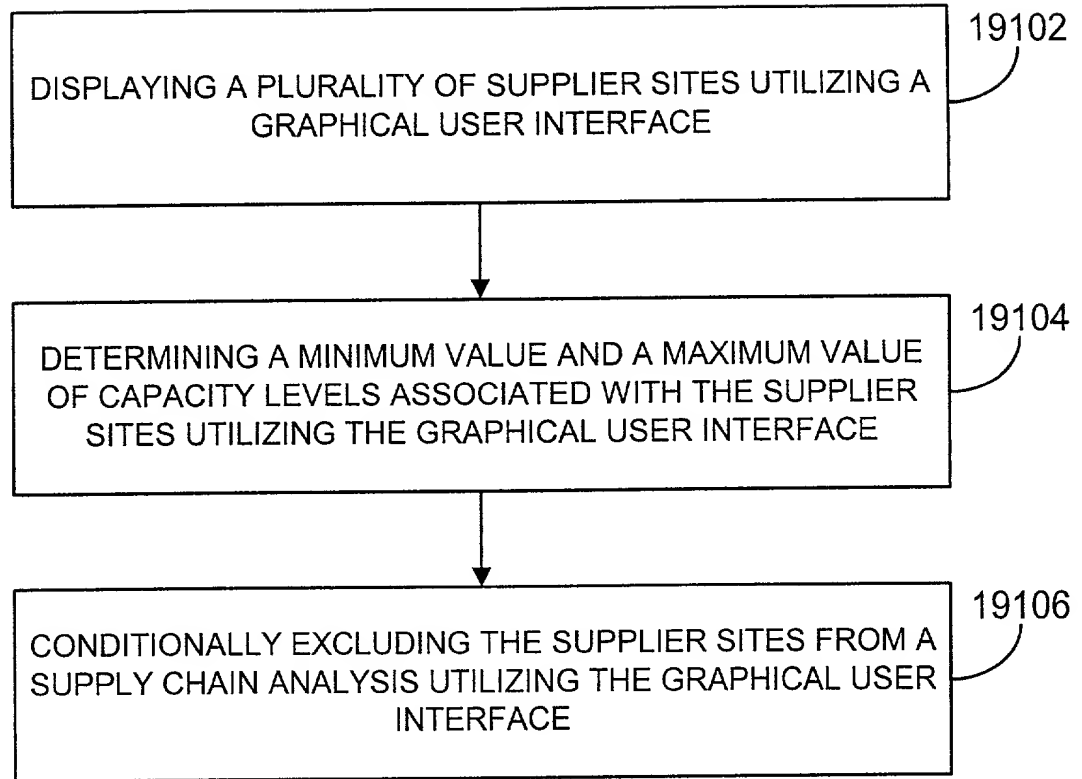 19102
DISPLAYING A PLURALITY OF SUPPLIER SITES UTILIZING A
GRAPHICAL USER INTERFACE
19104
DETERMINING A MINIMUM VALUE AND A MAXIMUM VALUE
OF CAPACITY LEVELS ASSOCIATED WITH THE SUPPLIER
SITES UTILIZING THE GRAPHICAL USER INTERFACE
19106
CONDITIONALLY EXCLUDING THE SUPPLIER SITES FROM A
SUPPLY CHAIN ANALYSIS UTILIZING THE GRAPHICAL USER
INTERFACE